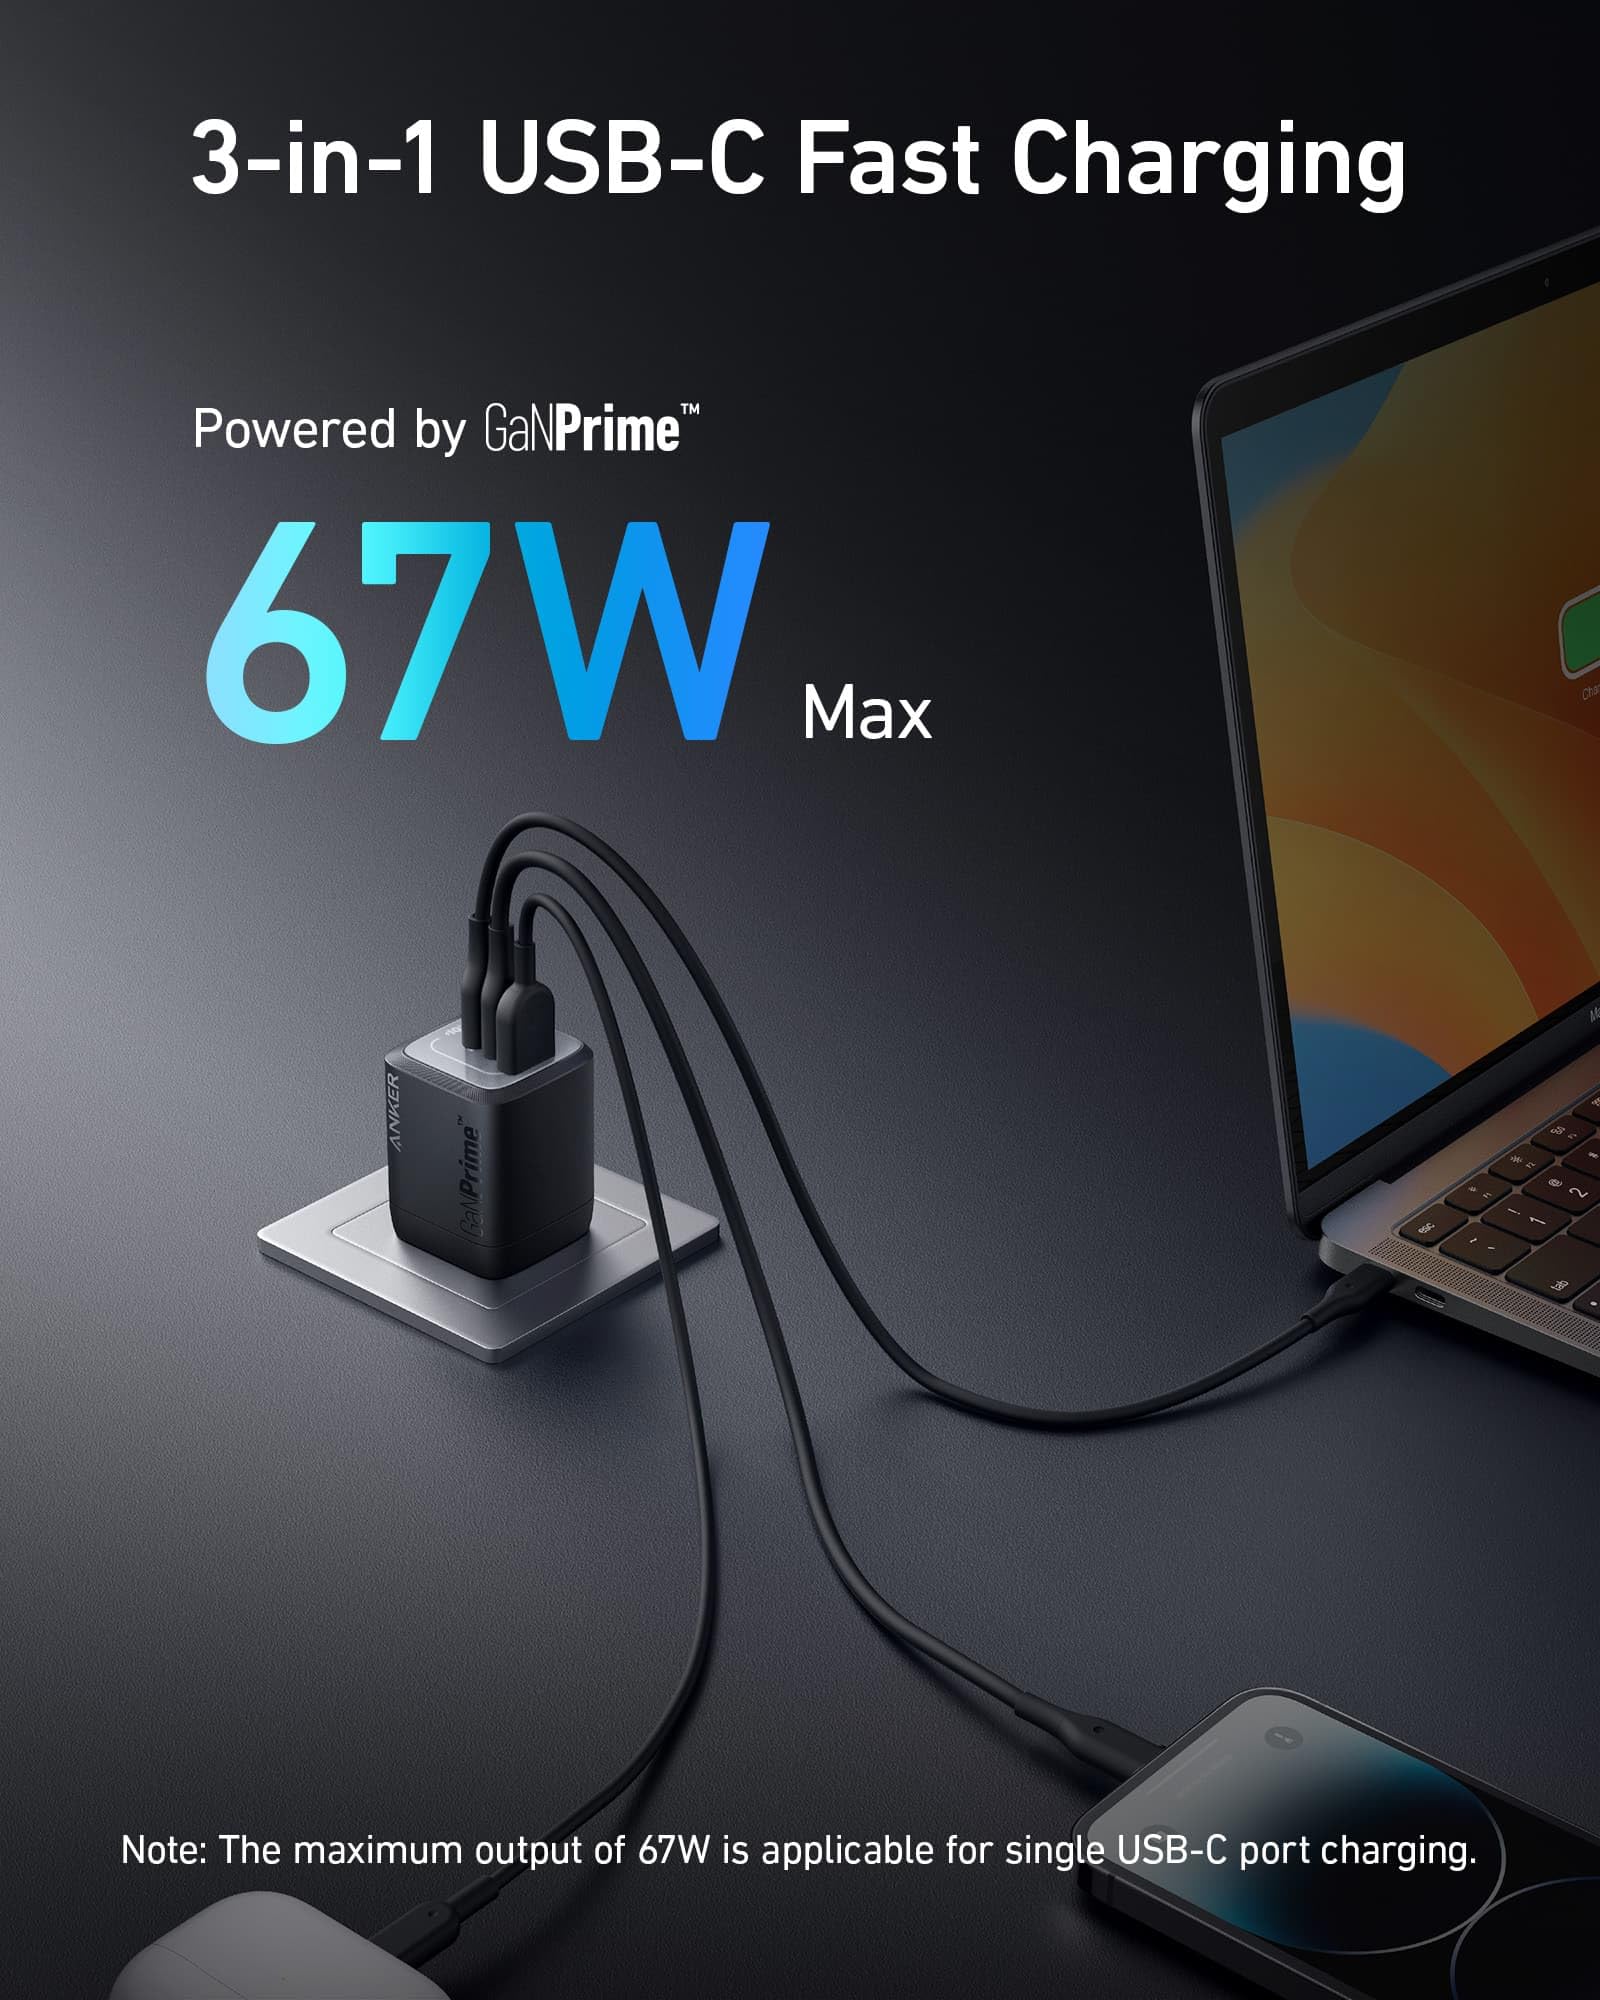 3-in-1 USB-C Fast Charging
Powered by GaNPrime™
67W Max
ANKER
GaNPrime™
esc
Note: The maximum output of 67W is applicable for single USB-C port charging.